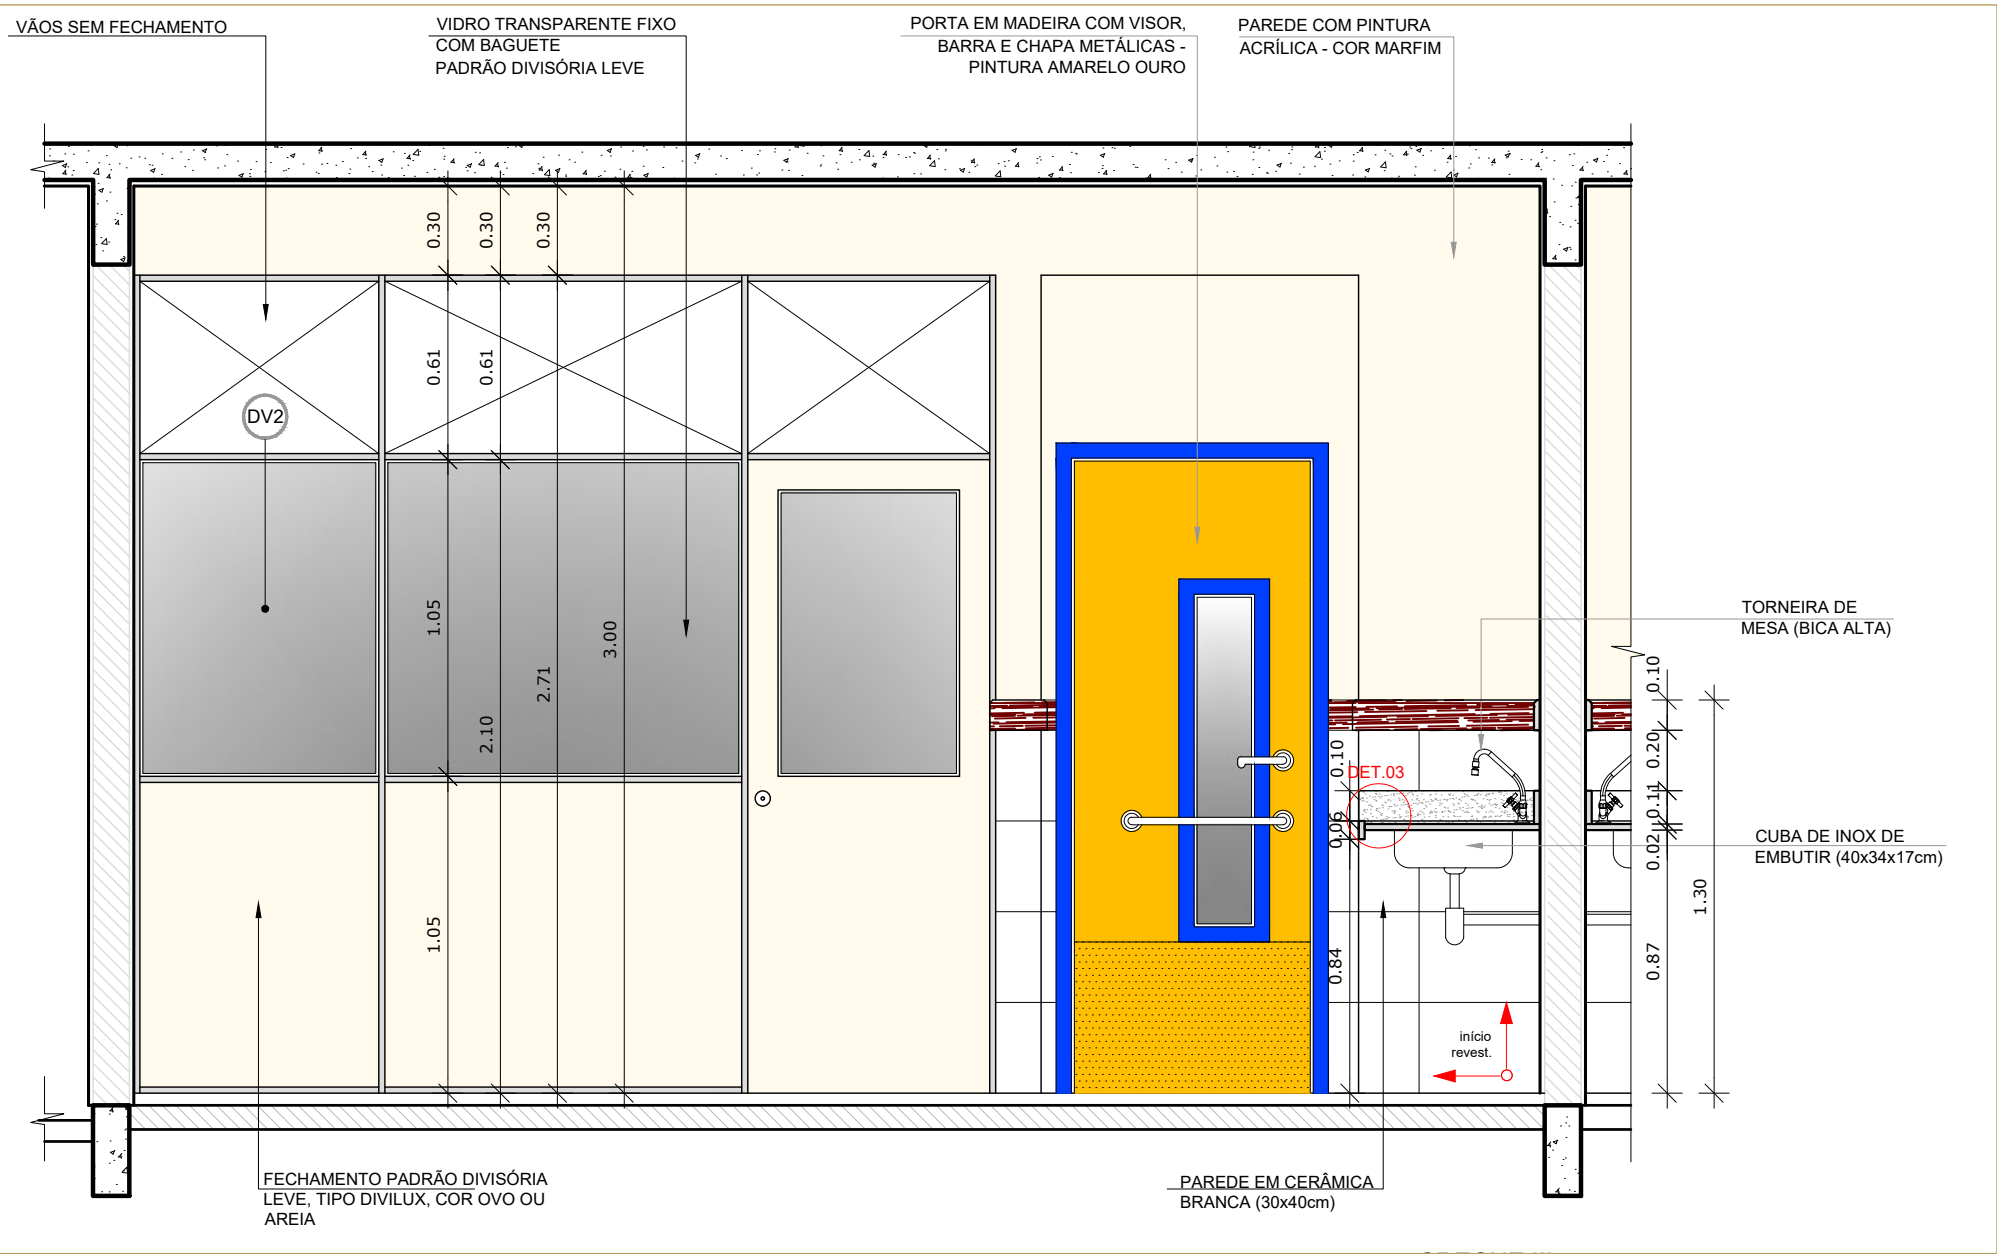 VÃOS SEM FECHAMENTO
VIDRO TRANSPARENTE FIXO
COM BAGUETE
PADRÃO DIVISÓRIA LEVE
PORTA EM MADEIRA COM VISOR,
BARRA E CHAPA METÁLICAS -
PINTURA AMARELO OURO
PAREDE COM PINTURA
ACRÍLICA - COR MARFIM
0.30
0.30
0.30
0.61
0.61
DV2
1.05
3.00
2.71
2.10
1.05
TORNEIRA DE
MESA (BICA ALTA)
0.10
0.20
0.11
0.02
0.87
1.30
0.10
DET.03
0.06
0.84
CUBA DE INOX DE
EMBUTIR (40x34x17cm)
início
revest.
FECHAMENTO PADRÃO DIVISÓRIA
LEVE, TIPO DIVILUX, COR OVO OU
AREIA
PAREDE EM CERÂMICA
BRANCA (30x40cm)